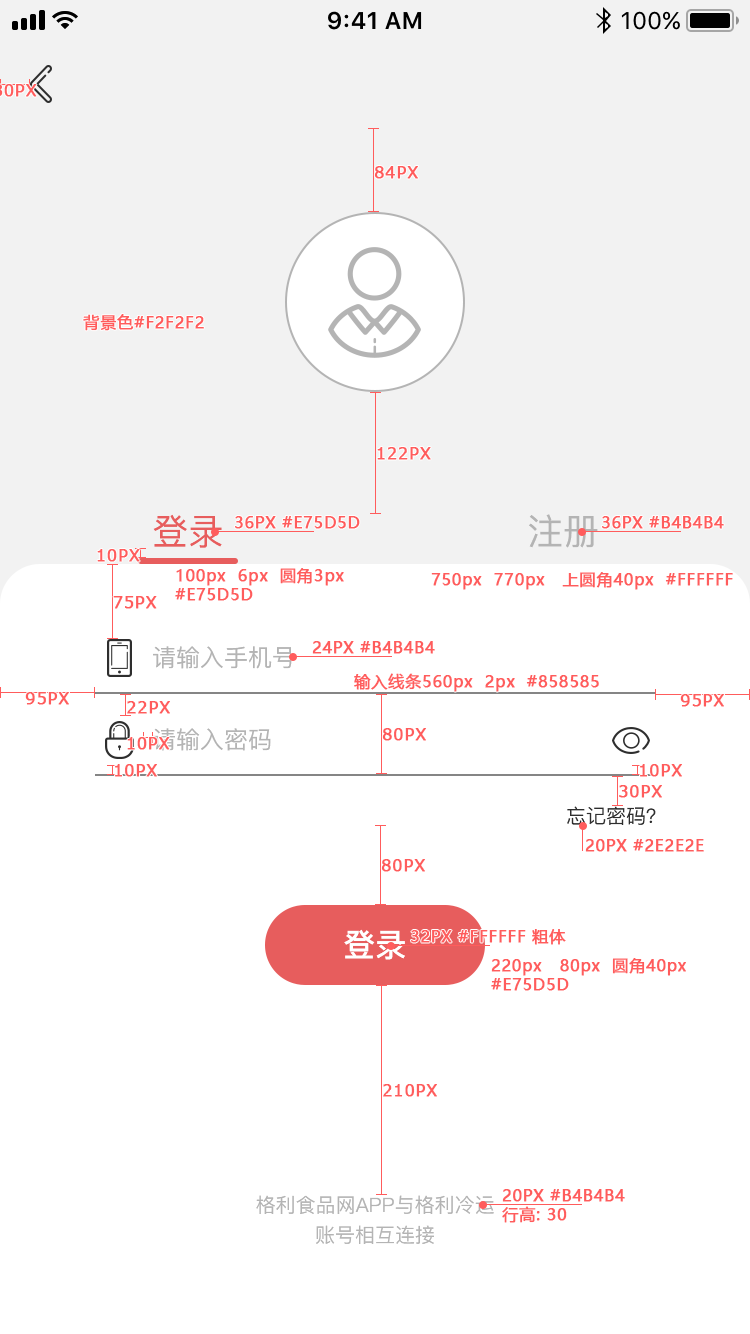 9:41 AM 100%
30PX
84PX
背景色#F2F2F2
122PX
登录 36PX #E75D5D 注册 36PX #B4B4B4
10PX
100px 6px 圆角3px 750px 770px 上圆角40px #FFFFFF
#E75D5D
75PX
请输入手机号 24PX #B4B4B4
输入线条560px 2px #858585
95PX 95PX
22PX
请输入密码 10PX 80PX
10PX 10PX
30PX
忘记密码?
20PX #2E2E2E
80PX
登录 32PX #FFFFFF 粗体
220px 80px 圆角40px
#E75D5D
210PX
格利食品网APP与格利冷运 20PX #B4B4B4
行高: 30
账号相互连接